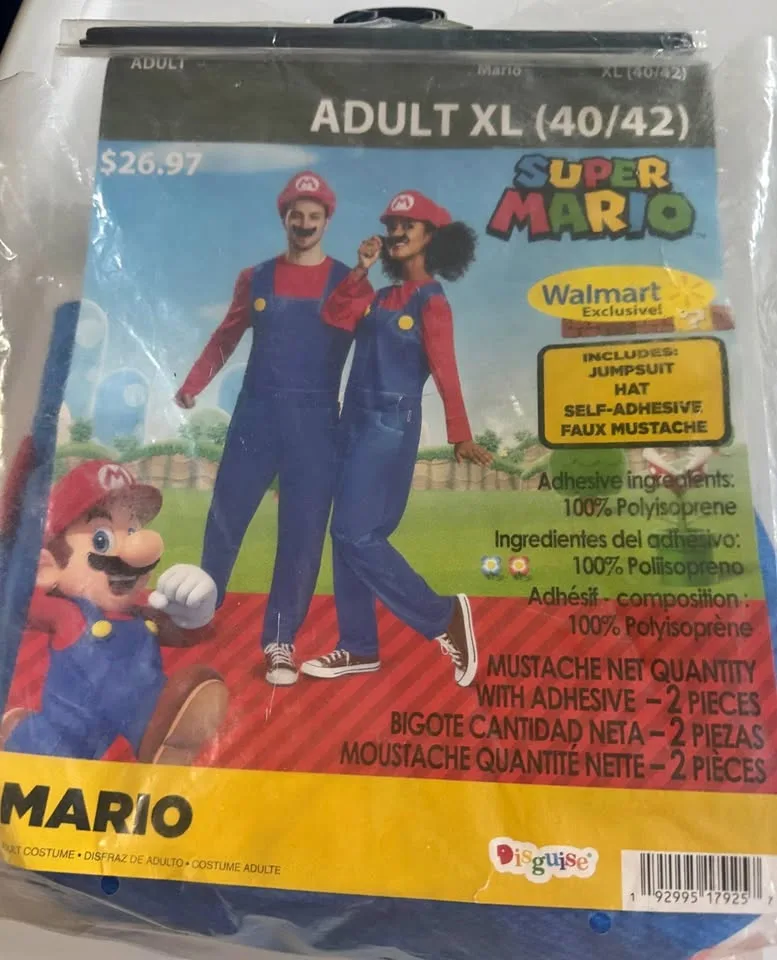 ADULT Mario XL (40/42)
ADULT XL (40/42)
$26.97
SUPER
MARIO™
M
M
Walmart
Exclusive!
?
INCLUDES:
JUMPSUIT
HAT
SELF-ADHESIVE
FAUX MUSTACHE
Adhesive ingredients:
100% Polyisoprene
Ingredientes del adhesivo:
100% Poliisopreno
Adhésif - composition :
100% Polyisoprène
M
MUSTACHE NET QUANTITY
WITH ADHESIVE – 2 PIECES
BIGOTE CANTIDAD NETA – 2 PIEZAS
MOUSTACHE QUANTITÉ NETTE – 2 PIÈCES
MARIO
COSTUME • DISFRAZ DE ADULTO • COSTUME ADULTE
Disguise®
1 92995 17925 7